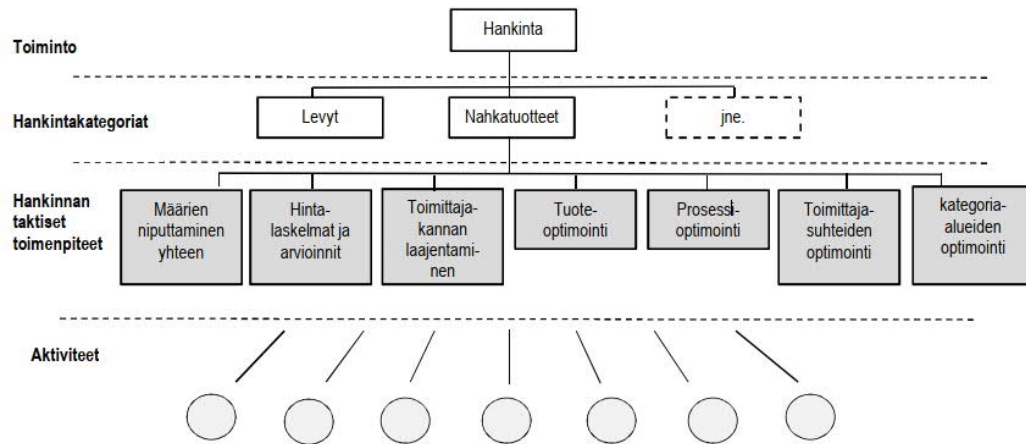 Hankinta
Toiminto
Levyt
Nahkatuotteet
jne.
Hankintakategoriat
Hankinnan
taktiset
toimenpiteet
Määrien
niputtaminen
yhteen
Hinta-
laskelmat ja
arvioinnit
Toimittaja-
kannan
laajentami-
nen
Tuote-
optimointi
Prosessi-
optimointi
Toimittaja-
suhteiden
optimointi
kategoria-
alueiden
optimointi
Aktiviteet